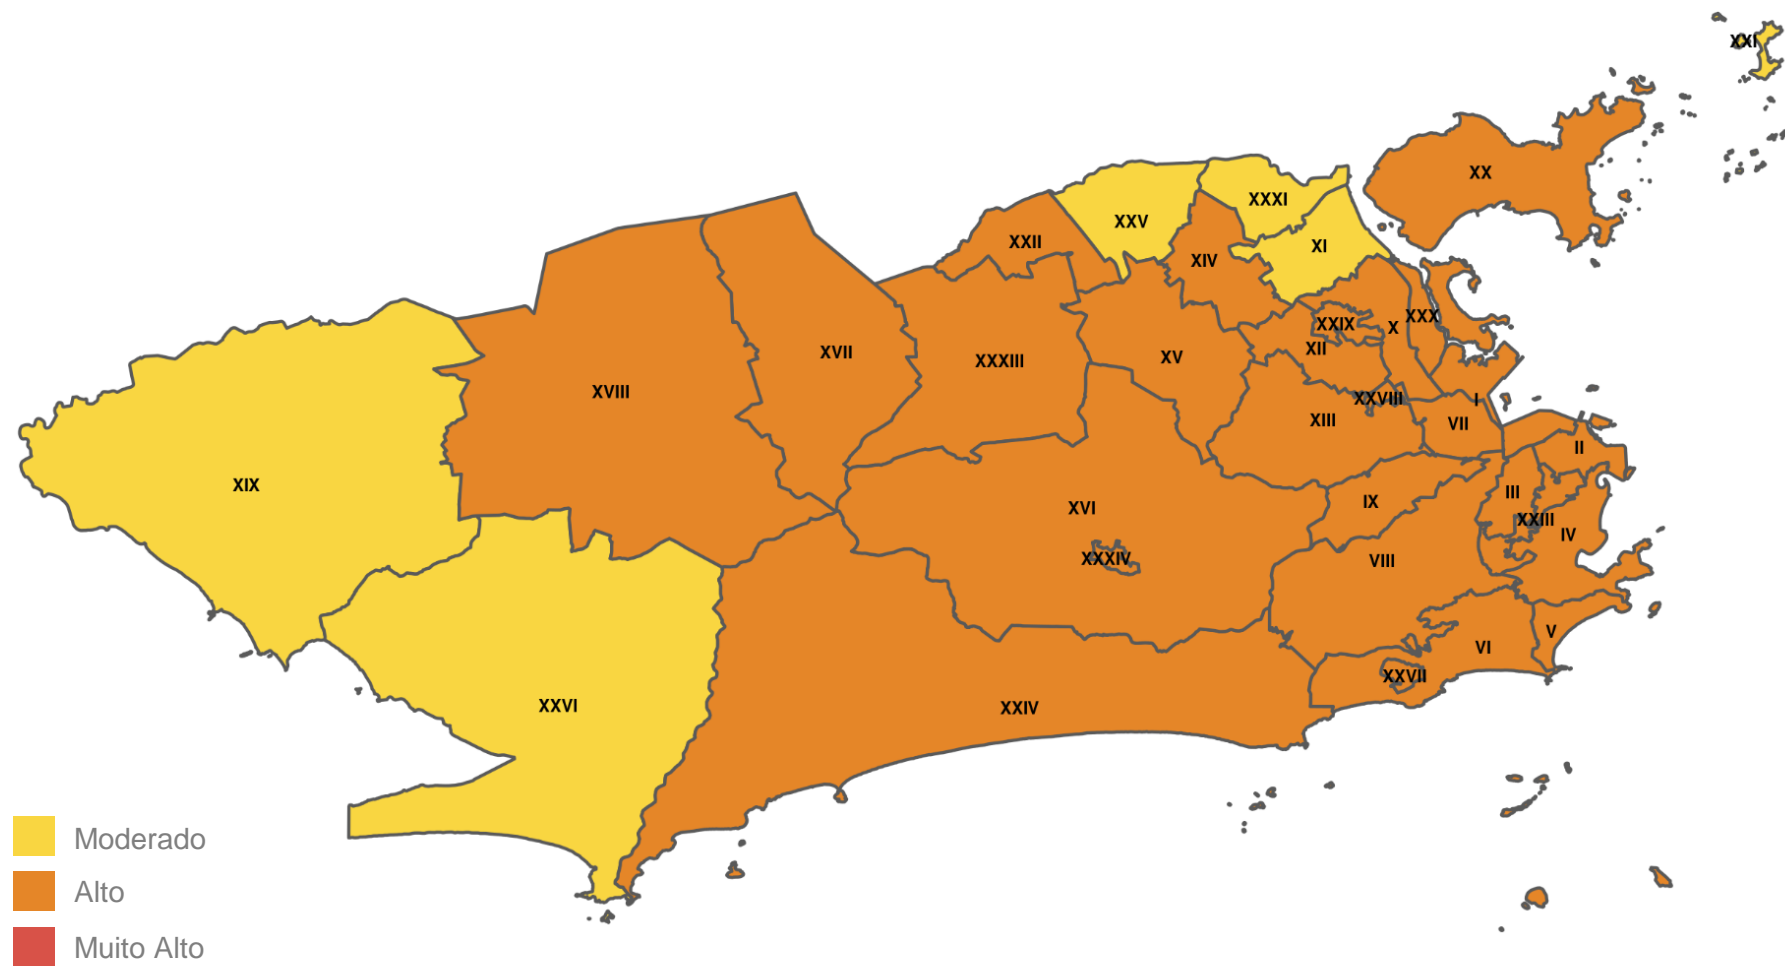 XXI
XX
XXXI
XXV
XXII
XI
XIV
XXX
XXIX
X
XII
XVII
XV
XXXIII
XVIII
XXVIII
I
XIII
VII
II
XIX
III
IX
XVI
XXIII
IV
XXXIV
VIII
V
VI
XXVII
XXVI
XXIV
Moderado
Alto
Muito Alto